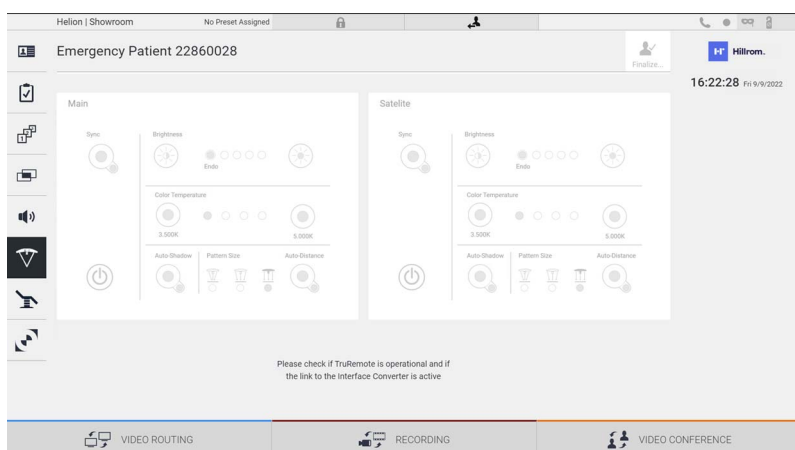 Helion | Showroom
No Preset Assigned
Emergency Patient 22860028
Finalize...
Hr Hillrom.
16:22:28 Fri 9/9/2022
Main
Sync
Brightness
Endo
Color Temperature
3.500K
5.000K
Auto-Shadow
Pattern Size
Auto-Distance
Satelite
Sync
Brightness
Endo
Color Temperature
3.500K
5.000K
Auto-Shadow
Pattern Size
Auto-Distance
Please check if TruRemote is operational and if
the link to the Interface Converter is active
VIDEO ROUTING
RECORDING
VIDEO CONFERENCE